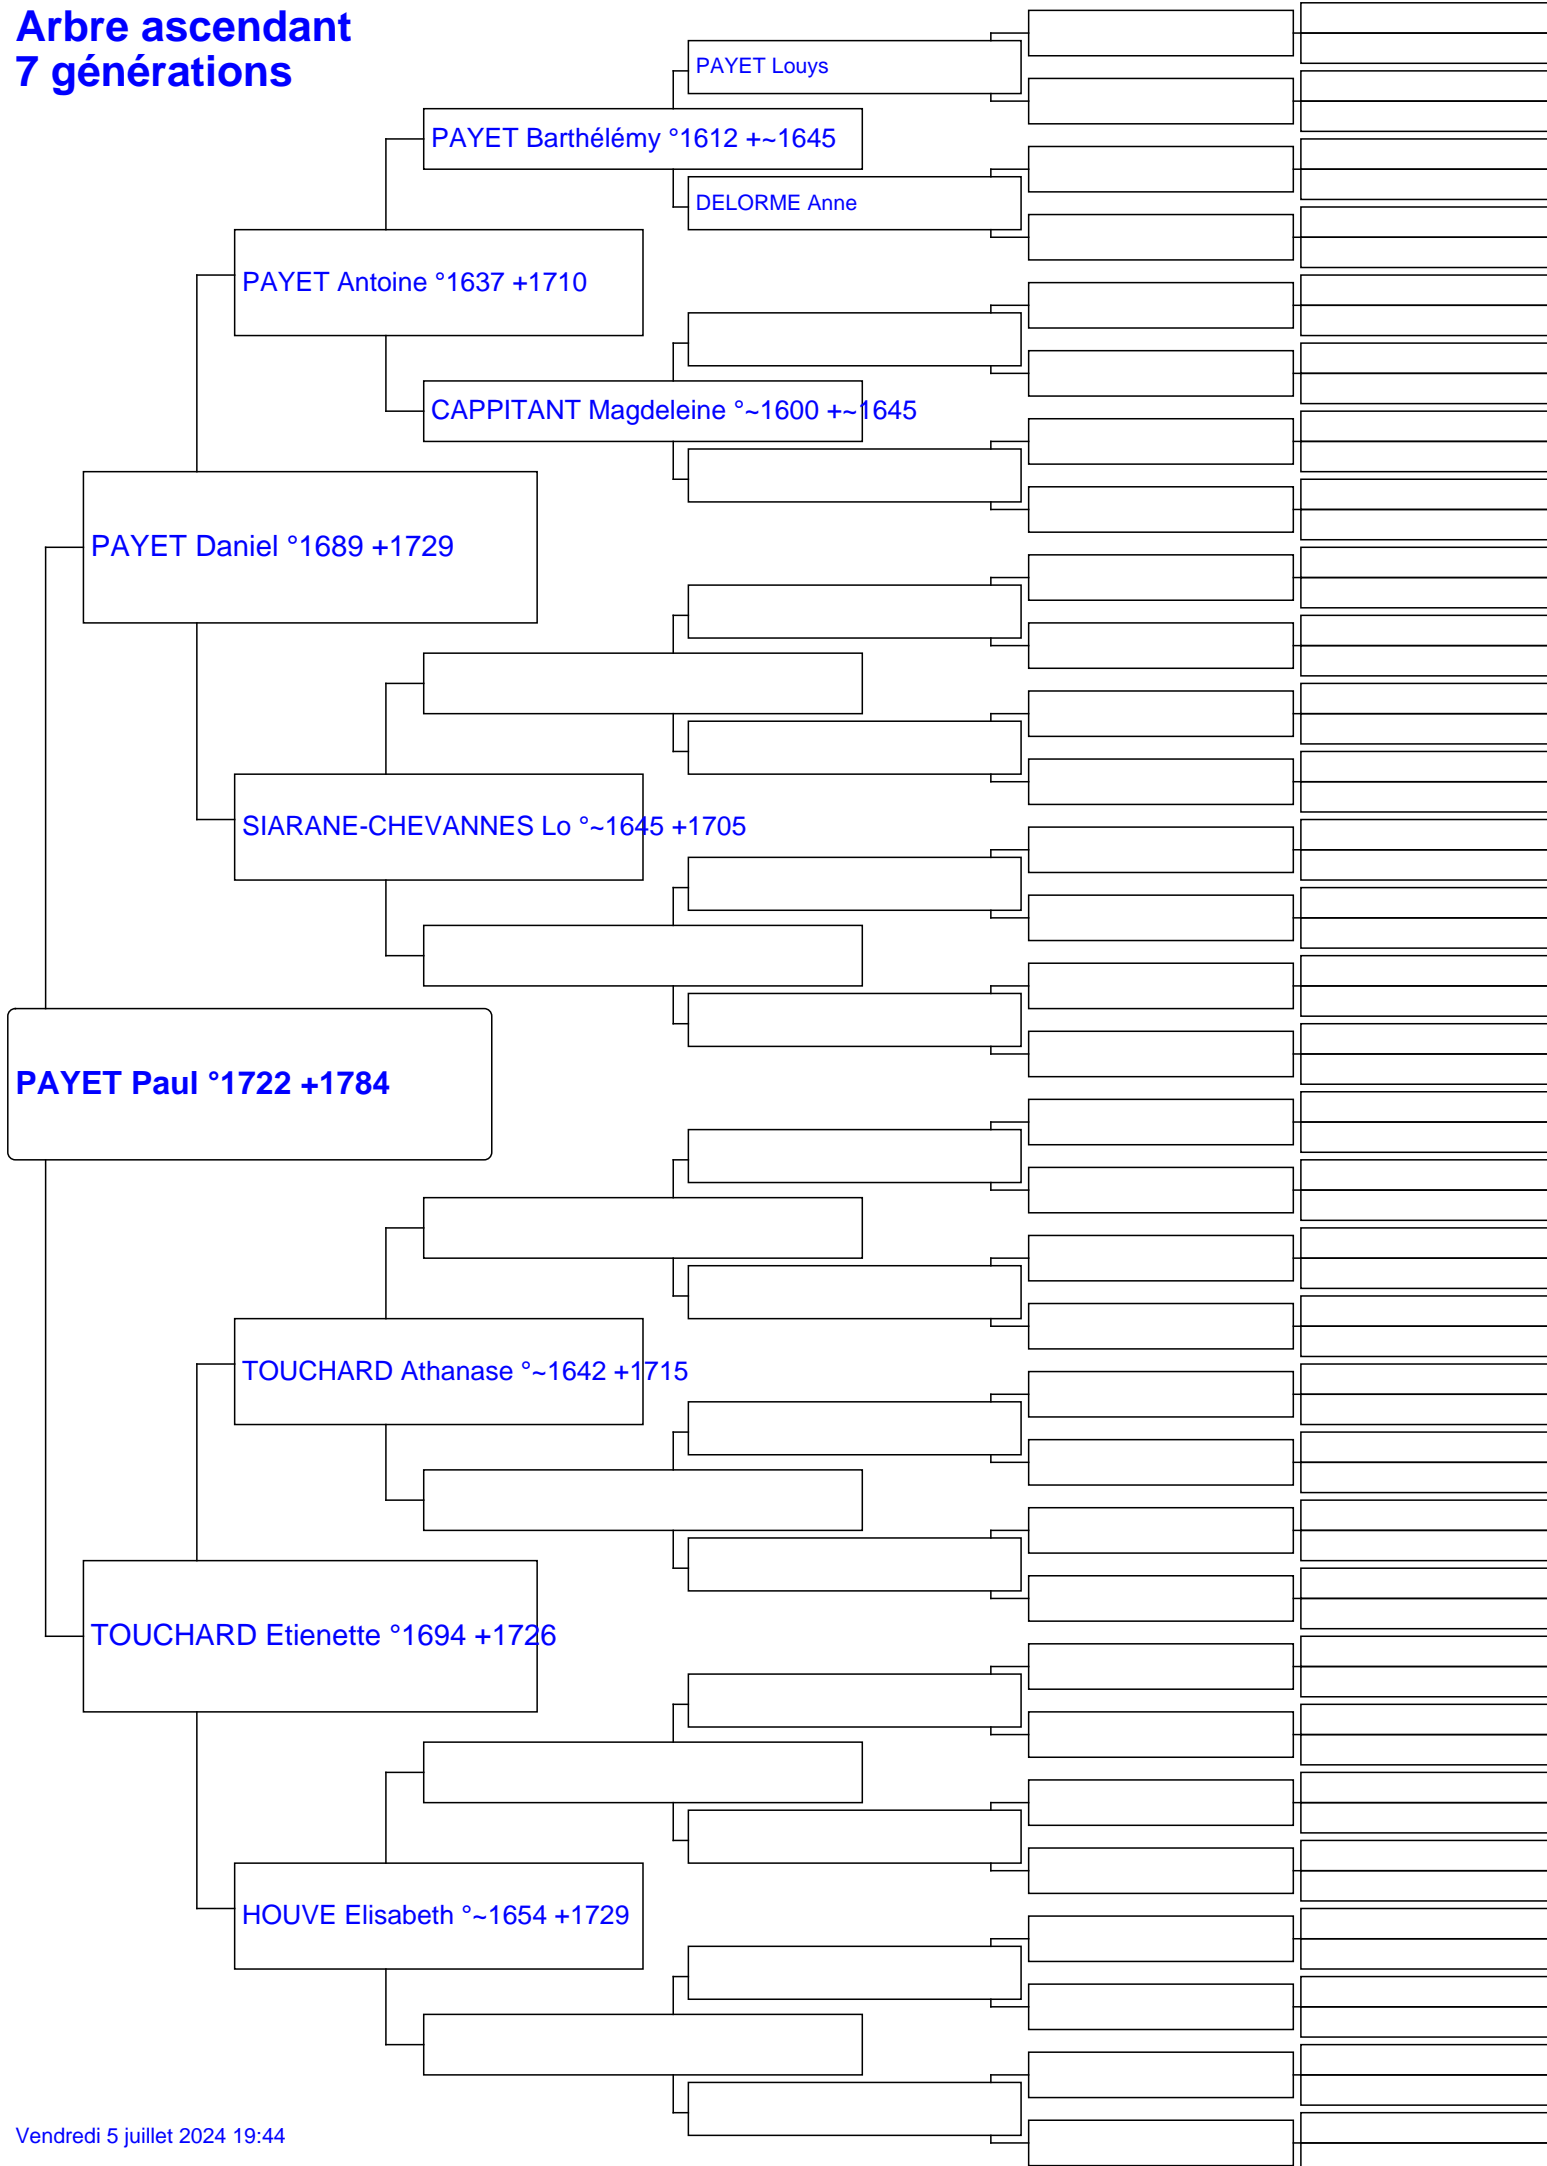 Arbre ascendant
7 générations
PAYET Louys
PAYET Barthélémy °1612 +~1645
DELORME Anne
PAYET Antoine °1637 +1710
CAPPITANT Magdeleine °~1600 +~1645
PAYET Daniel °1689 +1729
SIARANE-CHEVANNES Lo °~1645 +1705
PAYET Paul °1722 +1784
TOUCHARD Athanase °~1642 +1715
TOUCHARD Etienette °1694 +1726
HOUVE Elisabeth °~1654 +1729
Vendredi 5 juillet 2024 19:44